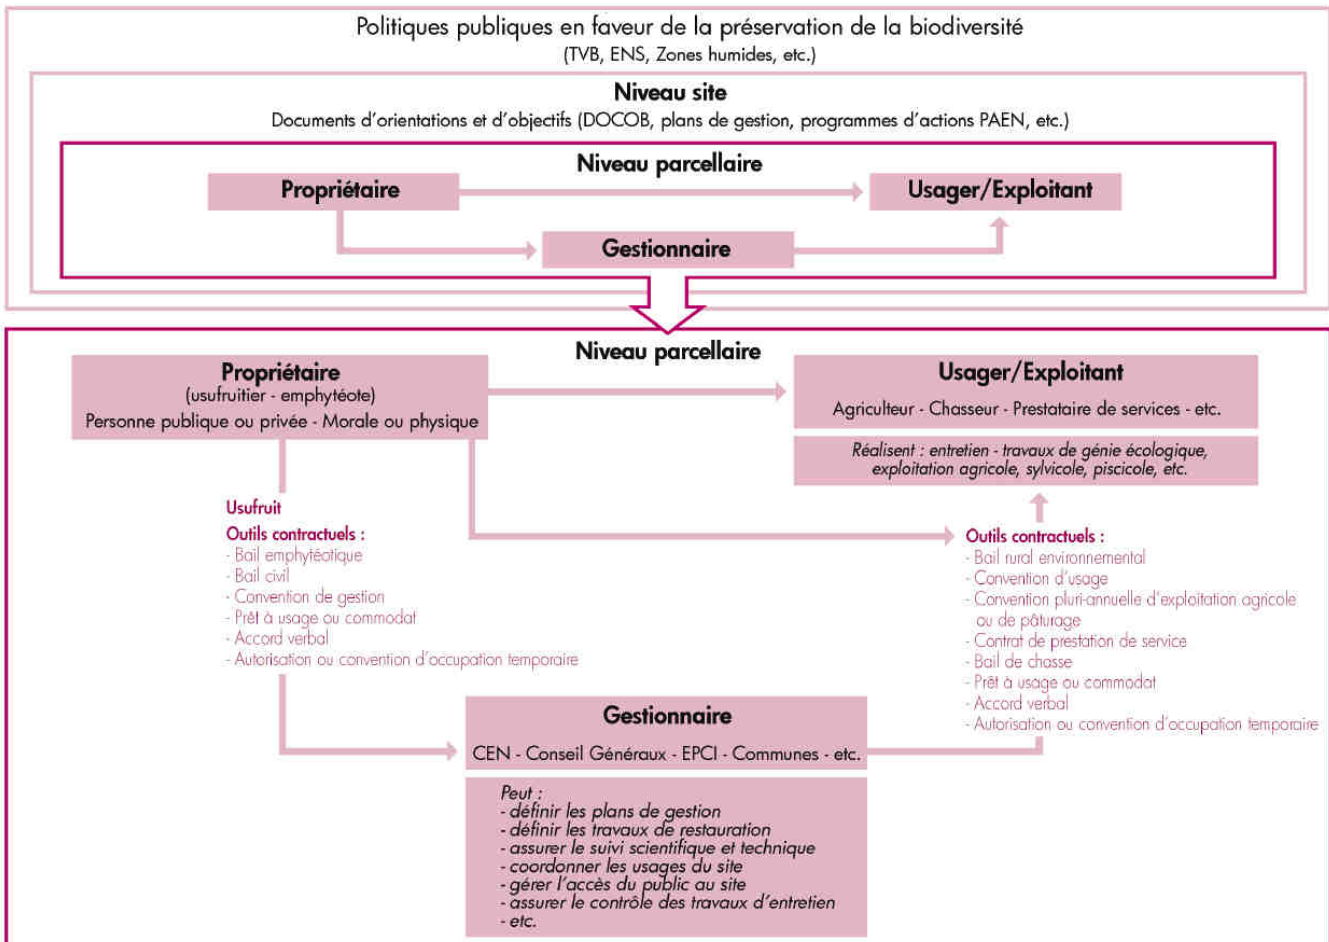 Politiques publiques en faveur de la préservation de la biodiversité
(TVB, ENS, Zones humides, etc.)
Niveau site
Documents d'orientations et d'objectifs (DOCOB, plans de gestion, programmes d'actions PAEN, etc.)
Niveau parcellaire
Propriétaire
Usager/Exploitant
Gestionnaire
Niveau parcellaire
Propriétaire
(usufruitier - emphytéote)
Personne publique ou privée - Morale ou physique
Usager/Exploitant
Agriculteur - Chasseur - Prestataire de services - etc.
Réalisent : entretien - travaux de génie écologique,
exploitation agricole, sylvicole, piscicole, etc.
Usufruit
Outils contractuels :
- Bail emphytéotique
- Bail civil
- Convention de gestion
- Prêt à usage ou commodat
- Accord verbal
- Autorisation ou convention d'occupation temporaire
Outils contractuels :
- Bail rural environnemental
- Convention d'usage
- Convention pluri-annuelle d'exploitation agricole
ou de pâturage
- Contrat de prestation de service
- Bail de chasse
- Prêt à usage ou commodat
- Accord verbal
- Autorisation ou convention d'occupation temporaire
Gestionnaire
CEN - Conseil Généraux - EPCI - Communes - etc.
Peut :
- définir les plans de gestion
- définir les travaux de restauration
- assurer le suivi scientifique et technique
- coordonner les usages du site
- gérer l'accès du public au site
- assurer le contrôle des travaux d'entretien
- etc.